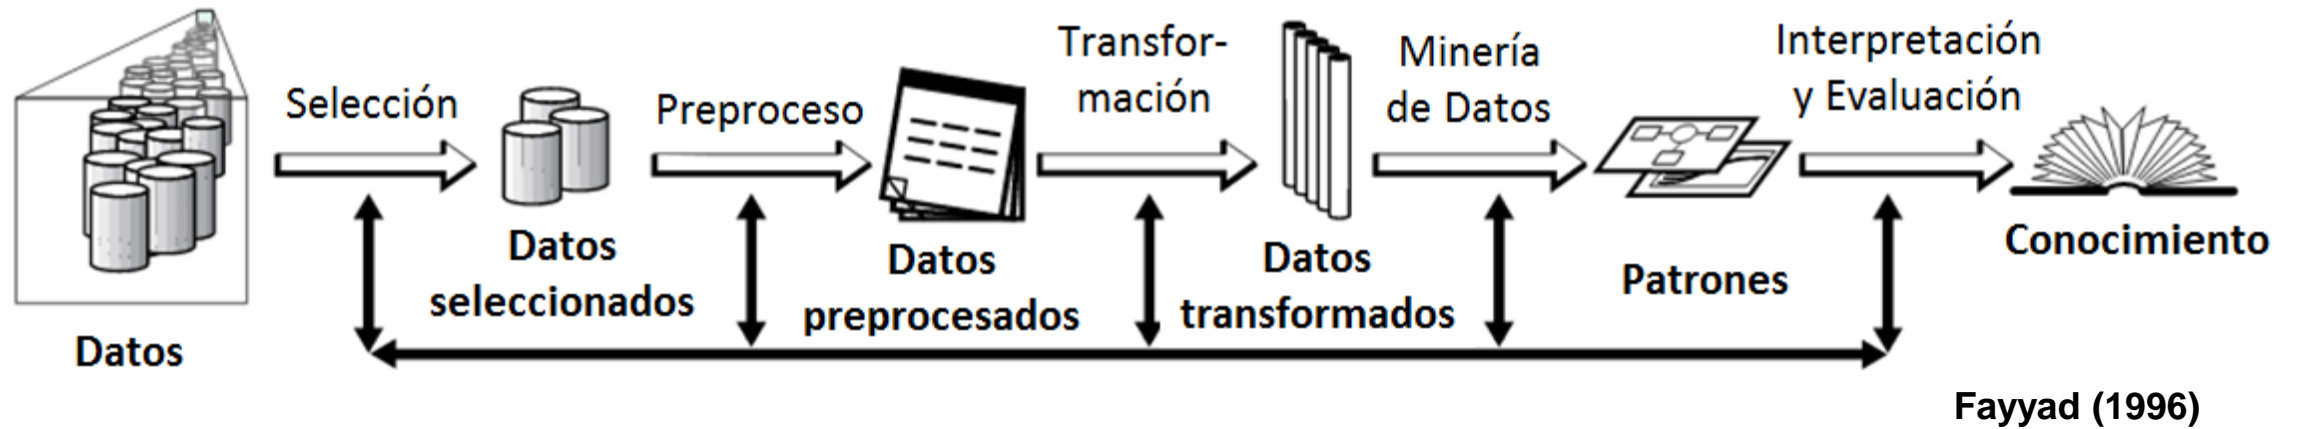 Datos
Selección
Datos
seleccionados
Preproceso
Datos
preprocesados
Transfor-
mación
Datos
transformados
Minería
de Datos
Patrones
Interpretación
y Evaluación
Conocimiento
Fayyad (1996)